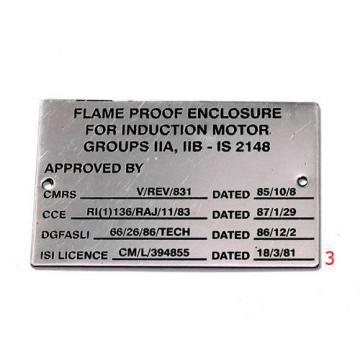 FLAME PROOF ENCLOSURE
FOR INDUCTION MOTOR
GROUPS IIA, IIB - IS 2148
APPROVED BY
CMRS V/REV/831 DATED 85/10/8
CCE RI(1)136/RAJ/11/83 DATED 87/1/29
DGFASLI 66/26/86/TECH DATED 86/12/2
ISI LICENCE CM/L/394855 DATED 18/3/81
3